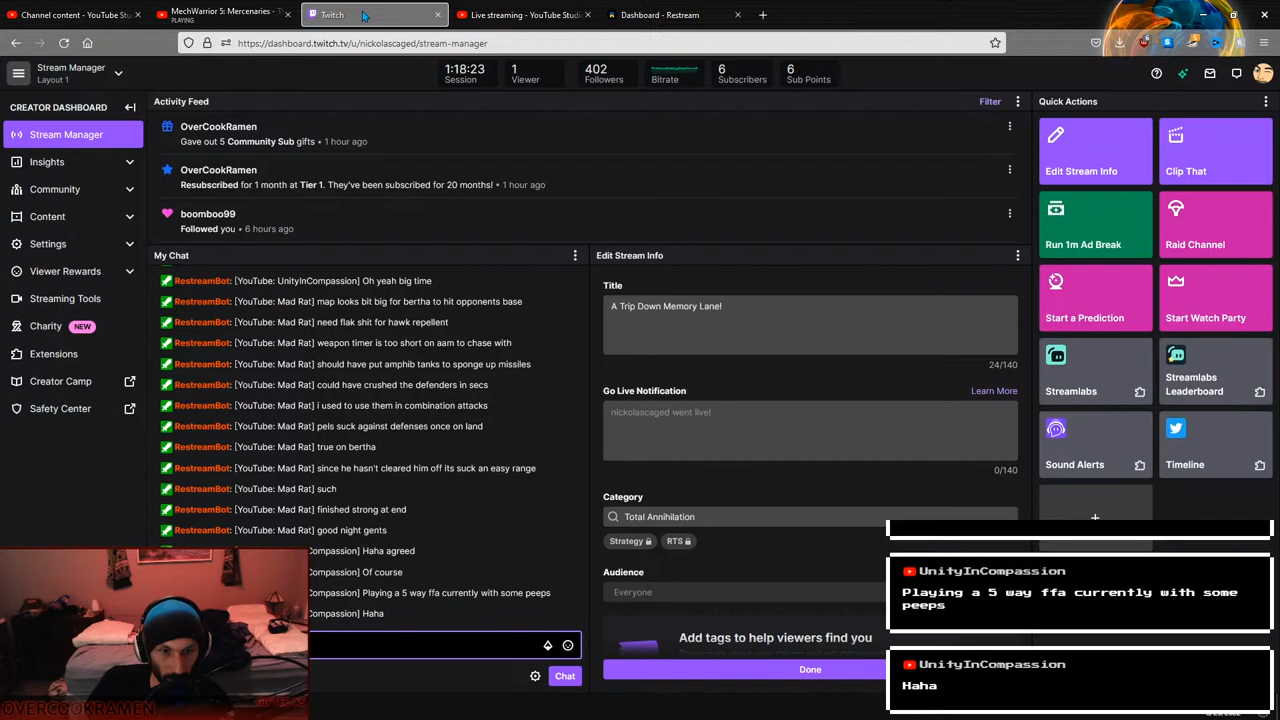 Channel content - YouTube Stu
MechWarrior 5: Mercenaries - T
PLAYING
Twitch
Live streaming - YouTube Studi
Dashboard - Restream
https://dashboard.twitch.tv/u/nickolascaged/stream-manager
Stream Manager
Layout 1
1:18:23
Session
1
Viewer
402
Followers
Bitrate
6
Subscribers
6
Sub Points
CREATOR DASHBOARD
Stream Manager
Insights
Community
Content
Settings
Viewer Rewards
Streaming Tools
Charity NEW
Extensions
Creator Camp
Safety Center
Activity Feed
Filter
OverCookRamen
Gave out 5 Community Sub gifts • 1 hour ago
OverCookRamen
Resubscribed for 1 month at Tier 1. They've been subscribed for 20 months! • 1 hour ago
boomboo99
Followed you • 6 hours ago
My Chat
RestreamBot: [YouTube: UnityInCompassion] Oh yeah big time
RestreamBot: [YouTube: Mad Rat] map looks bit big for bertha to hit opponents base
RestreamBot: [YouTube: Mad Rat] need flak shit for hawk repellent
RestreamBot: [YouTube: Mad Rat] weapon timer is too short on aam to chase with
RestreamBot: [YouTube: Mad Rat] should have put amphib tanks to sponge up missiles
RestreamBot: [YouTube: Mad Rat] could have crushed the defenders in secs
RestreamBot: [YouTube: Mad Rat] i used to use them in combination attacks
RestreamBot: [YouTube: Mad Rat] pels suck against defenses once on land
RestreamBot: [YouTube: Mad Rat] true on bertha
RestreamBot: [YouTube: Mad Rat] since he hasn't cleared him off its suck an easy range
RestreamBot: [YouTube: Mad Rat] such
RestreamBot: [YouTube: Mad Rat] finished strong at end
RestreamBot: [YouTube: Mad Rat] good night gents
Compassion] Haha agreed
Compassion] Of course
Compassion] Playing a 5 way ffa currently with some peeps
Compassion] Haha
Chat
Edit Stream Info
Title
A Trip Down Memory Lane!
24/140
Go Live Notification
Learn More
nickolascaged went live!
0/140
Category
Total Annihilation
Strategy
RTS
Audience
Everyone
Add tags to help viewers find you
Done
Quick Actions
Edit Stream Info
Clip That
Run 1m Ad Break
Raid Channel
Start a Prediction
Start Watch Party
Streamlabs
Streamlabs
Leaderboard
Sound Alerts
Timeline
UnityInCompassion
Playing a 5 way ffa currently with some
peeps
UnityInCompassion
Haha
OVERCOOKRAMEN